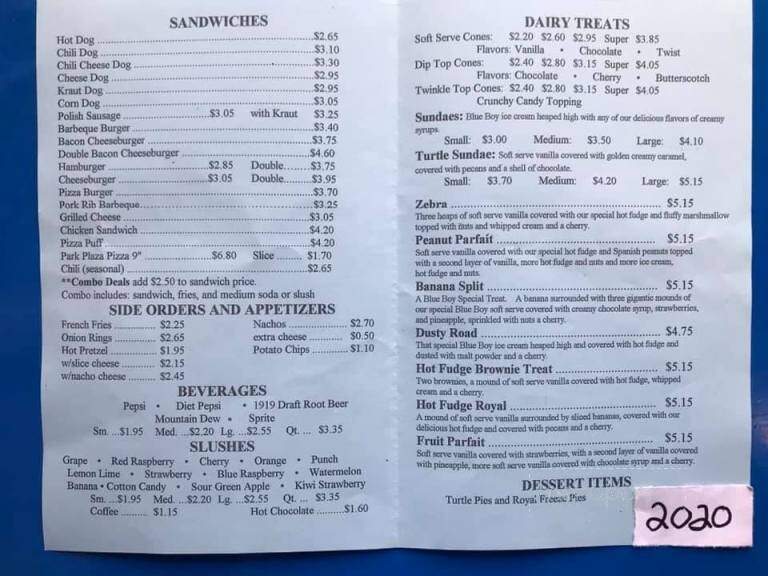 SANDWICHES
Hot Dog $2.65
Chili Dog $3.10
Chili Cheese Dog $3.30
Cheese Dog $2.95
Kraut Dog $2.95
Corn Dog $3.05
Polish Sausage $3.05 with Kraut $3.25
Barbeque Burger $3.40
Bacon Cheeseburger $3.75
Double Bacon Cheeseburger $4.60
Hamburger $2.85 Double $3.75
Cheeseburger $3.05 Double $3.95
Pizza Burger $3.70
Pork Rib Barbeque $3.25
Grilled Cheese $3.05
Chicken Sandwich $4.20
Pizza Puff $4.20
Park Plaza Pizza 9" $6.80 Slice $1.70
Chili (seasonal) $2.65
**Combo Deals add $2.50 to sandwich price.
Combo includes: sandwich, fries, and medium soda or slush
SIDE ORDERS AND APPETIZERS
French Fries $2.25 Nachos $2.70
Onion Rings $2.65 extra cheese $0.50
Hot Pretzel $1.95 Potato Chips $1.10
w/slice cheese $2.15
w/nacho cheese $2.45
BEVERAGES
Pepsi • Diet Pepsi • 1919 Draft Root Beer
Mountain Dew • Sprite
Sm. ...$1.95 Med. ...$2.20 Lg. ...$2.55 Qt. ... $3.35
SLUSHES
Grape • Red Raspberry • Cherry • Orange • Punch
Lemon Lime • Strawberry • Blue Raspberry • Watermelon
Banana • Cotton Candy • Sour Green Apple • Kiwi Strawberry
Sm. ...$1.95 Med. ...$2.20 Lg. ...$2.55 Qt. ... $3.35
Coffee $1.15 Hot Chocolate $1.60
DAIRY TREATS
Soft Serve Cones: $2.20 $2.60 $2.95 Super $3.85
Flavors: Vanilla • Chocolate • Twist
Dip Top Cones: $2.40 $2.80 $3.15 Super $4.05
Flavors: Chocolate • Cherry • Butterscotch
Twinkle Top Cones: $2.40 $2.80 $3.15 Super $4.05
Crunchy Candy Topping
Sundaes: Blue Boy ice cream heaped high with any of our delicious flavors of creamy
syrups.
Small: $3.00 Medium: $3.50 Large: $4.10
Turtle Sundae: Soft serve vanilla covered with golden creamy caramel,
covered with pecans and a shell of chocolate.
Small: $3.70 Medium: $4.20 Large: $5.15
Zebra $5.15
Three heaps of soft serve vanilla covered with our special hot fudge and fluffy marshmallow
topped with nuts and whipped cream and a cherry.
Peanut Parfait $5.15
Soft serve vanilla covered with our special hot fudge and Spanish peanuts topped
with a second layer of vanilla, more hot fudge and nuts and more ice cream,
hot fudge and nuts.
Banana Split $5.15
A Blue Boy Special Treat. A banana surrounded with three gigantic mounds of
our special Blue Boy soft serve covered with creamy chocolate syrup, strawberries,
and pineapple, sprinkled with nuts a cherry.
Dusty Road $4.75
That special Blue Boy ice cream heaped high and covered with hot fudge and
dusted with malt powder and a cherry.
Hot Fudge Brownie Treat $5.15
Two brownies, a mound of soft serve vanilla covered with hot fudge, whipped
cream and a cherry.
Hot Fudge Royal $5.15
A mound of soft serve vanilla surrounded by sliced bananas, covered with our
delicious hot fudge and covered with pecans and a cherry.
Fruit Parfait $5.15
Soft serve vanilla covered with strawberries, with a second layer of vanilla covered
with pineapple, more soft serve vanilla covered with chocolate syrup and a cherry.
DESSERT ITEMS
Turtle Pies and Royal Freeze Pies
2020